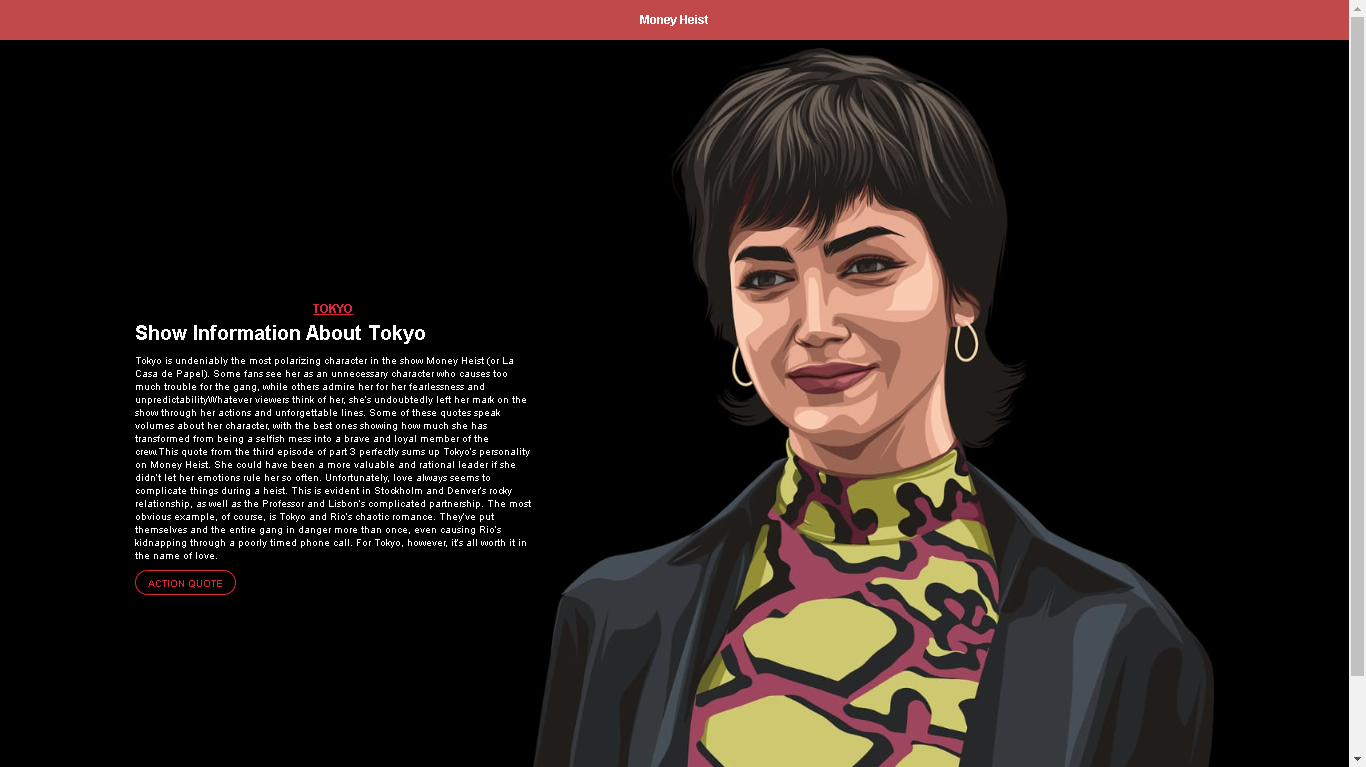 Money Heist
TOKYO
Show Information About Tokyo
Tokyo is undeniably the most polarizing character in the show Money Heist (or La
Casa de Papel). Some fans see her as an unnecessary character who causes too
much trouble for the gang, while others admire her for her fearlessness and
unpredictabilityWhatever viewers think of her, she's undoubtedly left her mark on the
show through her actions and unforgettable lines. Some of these quotes speak
volumes about her character, with the best ones showing how much she has
transformed from being a selfish mess into a brave and loyal member of the
crew.This quote from the third episode of part 3 perfectly sums up Tokyo's personality
on Money Heist. She could have been a more valuable and rational leader if she
didn't let her emotions rule her so often. Unfortunately, love always seems to
complicate things during a heist. This is evident in Stockholm and Denver's rocky
relationship, as well as the Professor and Lisbon's complicated partnership. The most
obvious example, of course, is Tokyo and Rio's chaotic romance. They've put
themselves and the entire gang in danger more than once, even causing Rio's
kidnapping through a poorly timed phone call. For Tokyo, however, it's all worth it in
the name of love.
ACTION QUOTE